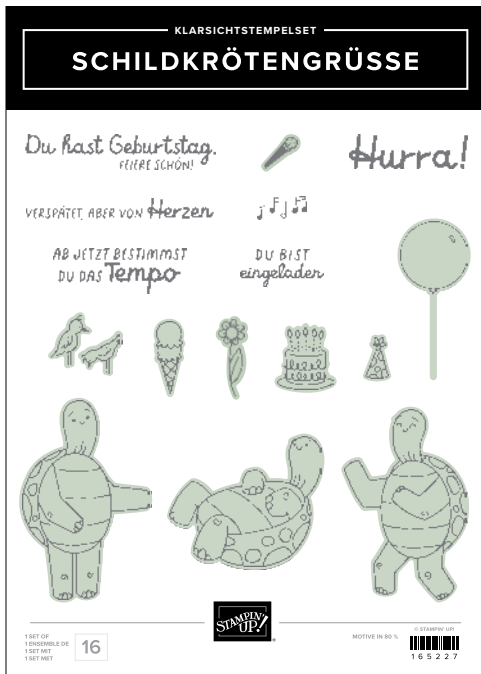 KLARSICHTSTEMPELSET
SCHILDKRÖTENGRÜSSE
Du hast Geburtstag.
FEIERE SCHÖN!
Hurra!
VERSPÄTET, ABER VON Herzen
AB JETZT BESTIMMST
DU DAS Tempo
DU BIST
eingeladen
STAMPIN' UP!
1 SET OF
1 ENSEMBLE DE
1 SET MIT
1 SET MET
16
MOTIVE IN 80 %
© STAMPIN' UP!
165227